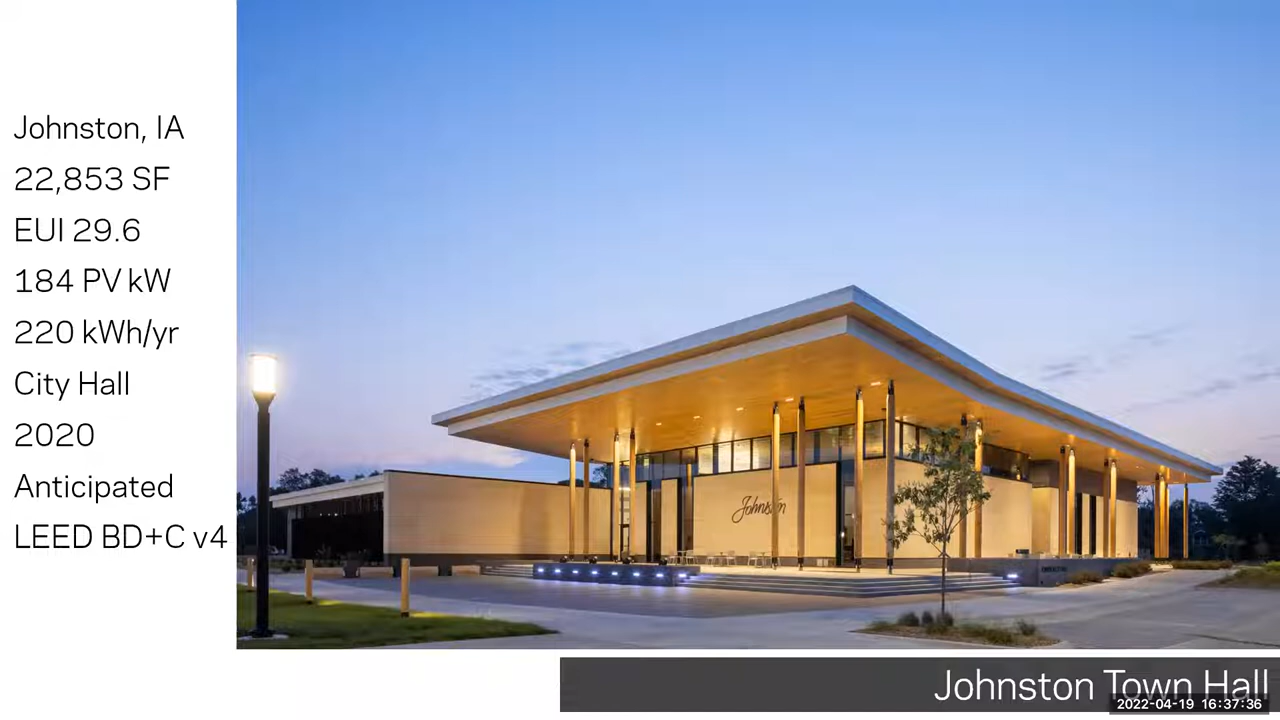 Johnston, IA
22,853 SF
EUI 29.6
184 PV kW
220 kWh/yr
City Hall
2020
Anticipated
LEED BD+C v4
Johnston
Johnston Town Hall
2022-04-19 16:37:36